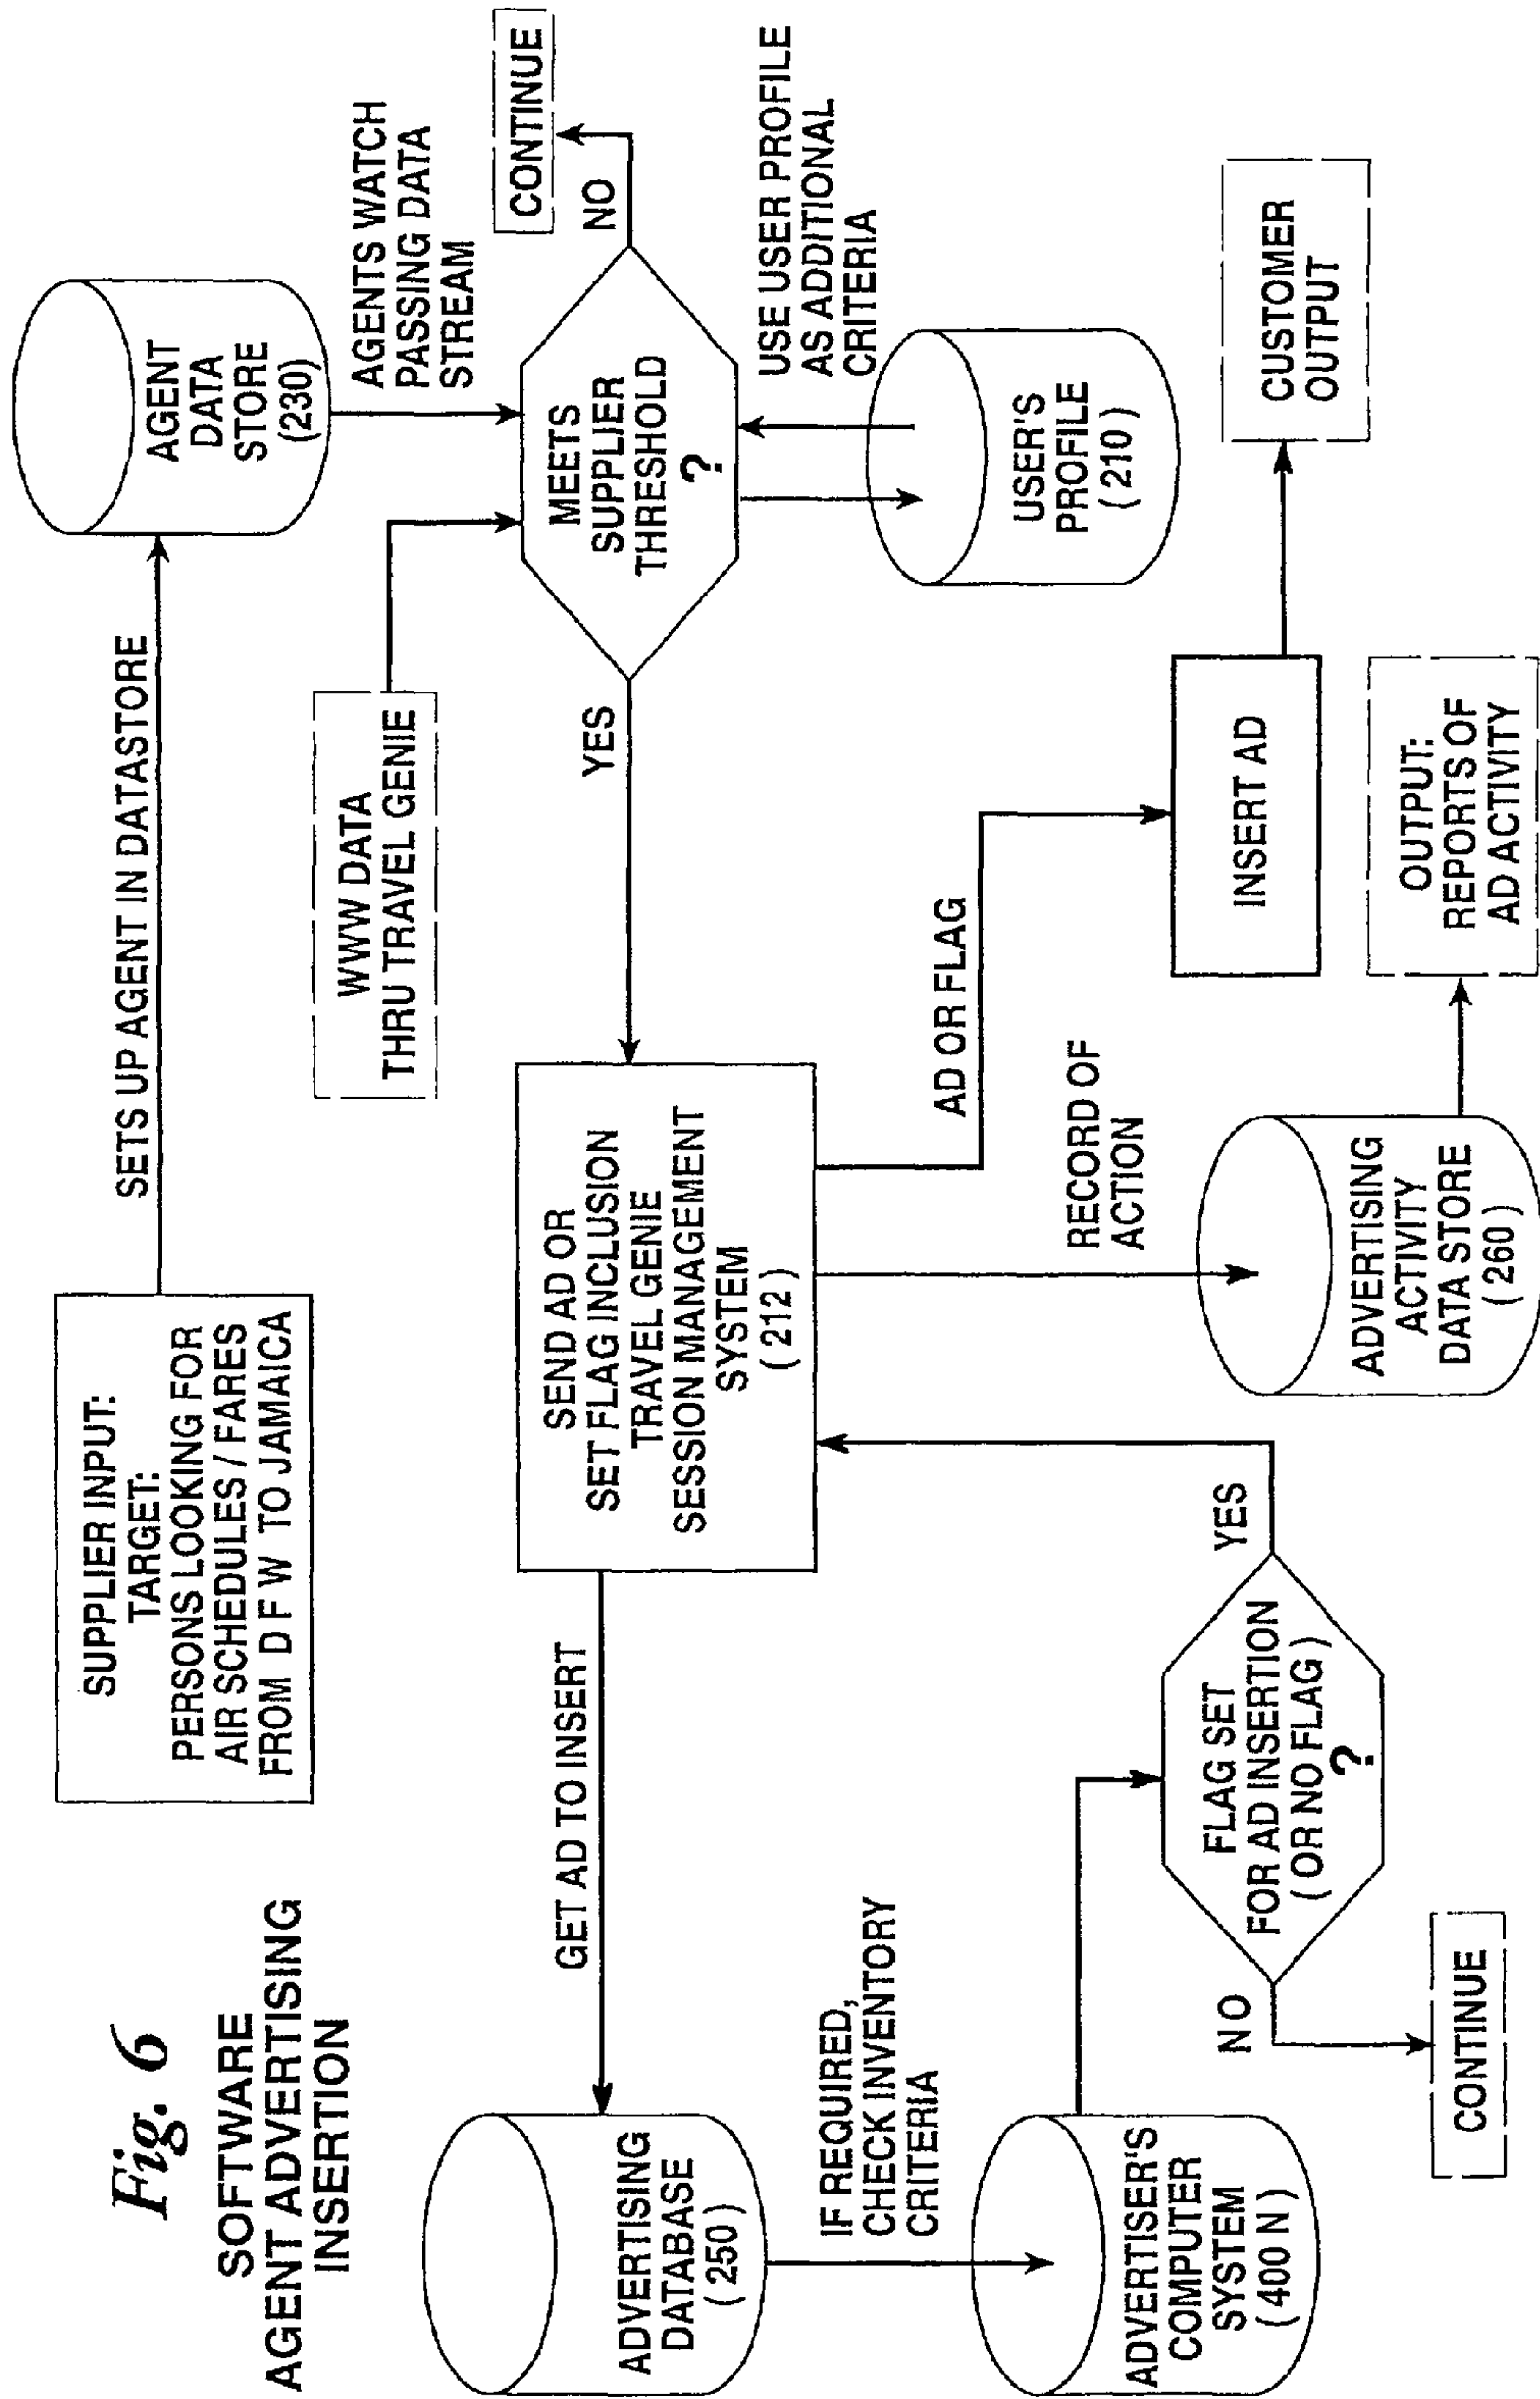 Fig. 6
SOFTWARE
AGENT ADVERTISING
INSERTION
SUPPLIER INPUT:
TARGET:
PERSONS LOOKING FOR
AIR SCHEDULES / FARES
FROM D F W TO JAMAICA
SETS UP AGENT IN DATASTORE
AGENT
DATA
STORE
(230)
WWW DATA
THRU TRAVEL GENIE
AGENTS WATCH
PASSING DATA
STREAM
MEETS
SUPPLIER
THRESHOLD
?
NO
CONTINUE
YES
USE USER PROFILE
AS ADDITIONAL
CRITERIA
USER'S
PROFILE
( 210 )
SEND AD OR
SET FLAG INCLUSION
TRAVEL GENIE
SESSION MANAGEMENT
SYSTEM
( 212 )
GET AD TO INSERT
ADVERTISING
DATABASE
( 250 )
IF REQUIRED,
CHECK INVENTORY
CRITERIA
ADVERTISER'S
COMPUTER
SYSTEM
( 400 N )
FLAG SET
FOR AD INSERTION
( OR NO FLAG )
?
NO
CONTINUE
YES
RECORD OF
ACTION
ADVERTISING
ACTIVITY
DATA STORE
( 260 )
OUTPUT:
REPORTS OF
AD ACTIVITY
AD OR FLAG
INSERT AD
CUSTOMER
OUTPUT